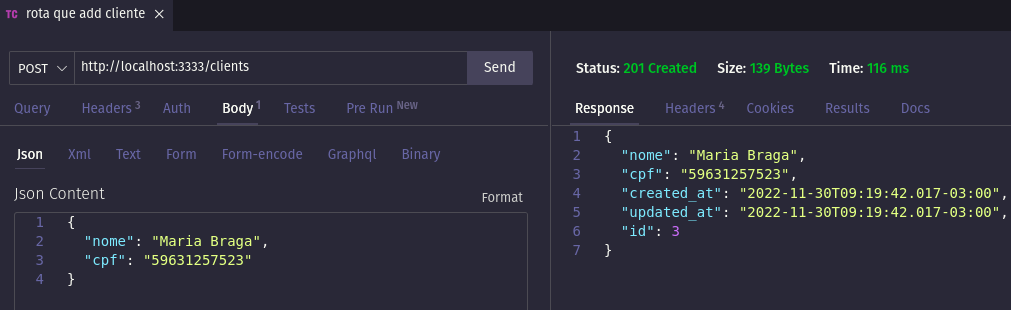 TC rota que add cliente ×
POST http://localhost:3333/clients Send
Query Headers 3 Auth Body 1 Tests Pre Run New
Json Xml Text Form Form-encode Graphql Binary
Json Content Format
1 {
2 "nome": "Maria Braga",
3 "cpf": "59631257523"
4 }
Status: 201 Created Size: 139 Bytes Time: 116 ms
Response Headers 4 Cookies Results Docs
1 {
2 "nome": "Maria Braga",
3 "cpf": "59631257523",
4 "created_at": "2022-11-30T09:19:42.017-03:00",
5 "updated_at": "2022-11-30T09:19:42.017-03:00",
6 "id": 3
7 }